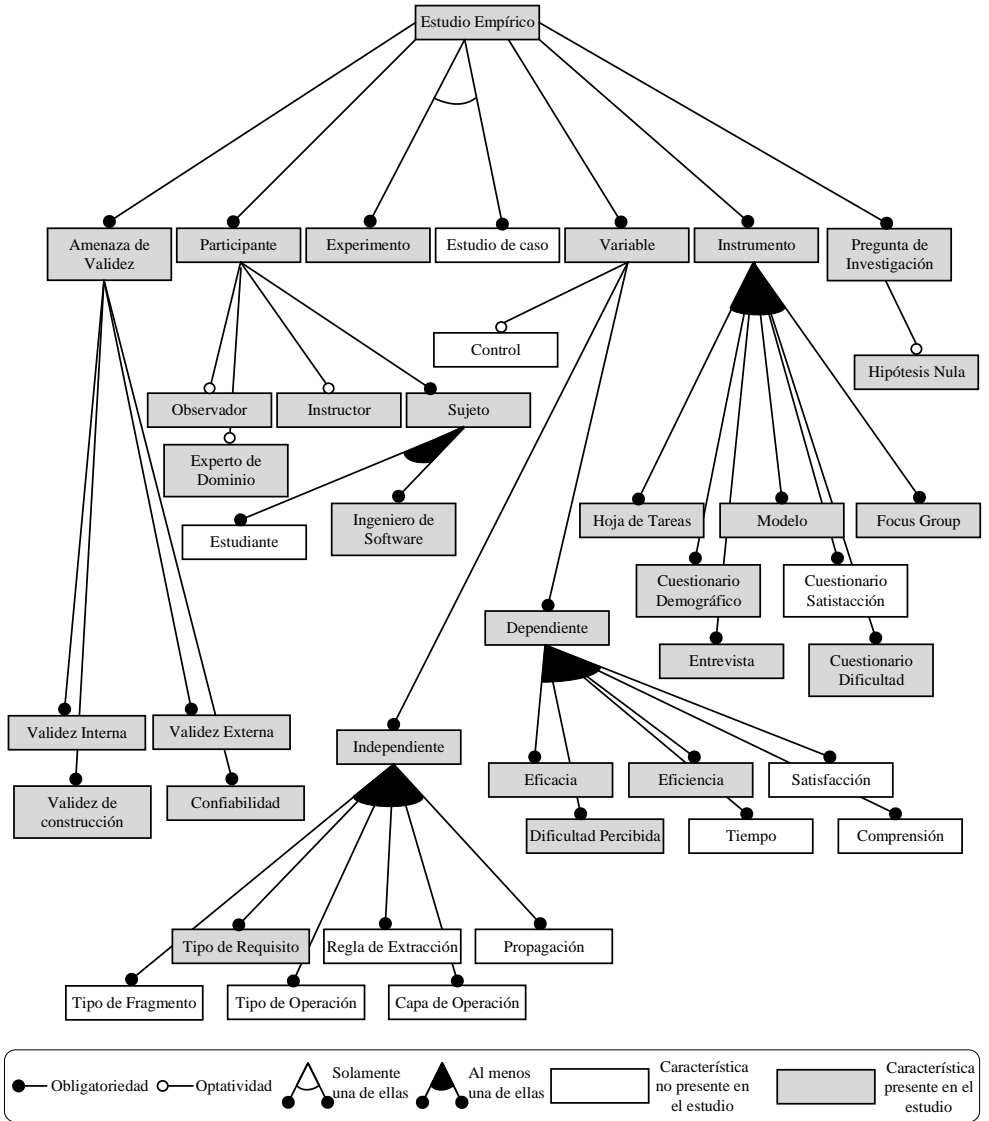 Estudio Empírico
Amenaza de
Validez
Participante
Experimento
Estudio de caso
Variable
Instrumento
Pregunta de
Investigación
Control
Hipótesis Nula
Observador
Instructor
Sujeto
Experto de
Dominio
Estudiante
Ingeniero de
Software
Hoja de Tareas
Modelo
Focus Group
Cuestionario
Demográfico
Cuestionario
Satistacción
Entrevista
Cuestionario
Dificultad
Dependiente
Validez Interna
Validez Externa
Independiente
Validez de
construcción
Confiabilidad
Eficacia
Eficiencia
Satisfacción
Dificultad Percibida
Tiempo
Comprensión
Tipo de Requisito
Regla de Extracción
Propagación
Tipo de Fragmento
Tipo de Operación
Capa de Operación
Obligatoriedad
Optatividad
Solamente
una de ellas
Al menos
una de ellas
Característica
no presente en
el estudio
Característica
presente en el
estudio